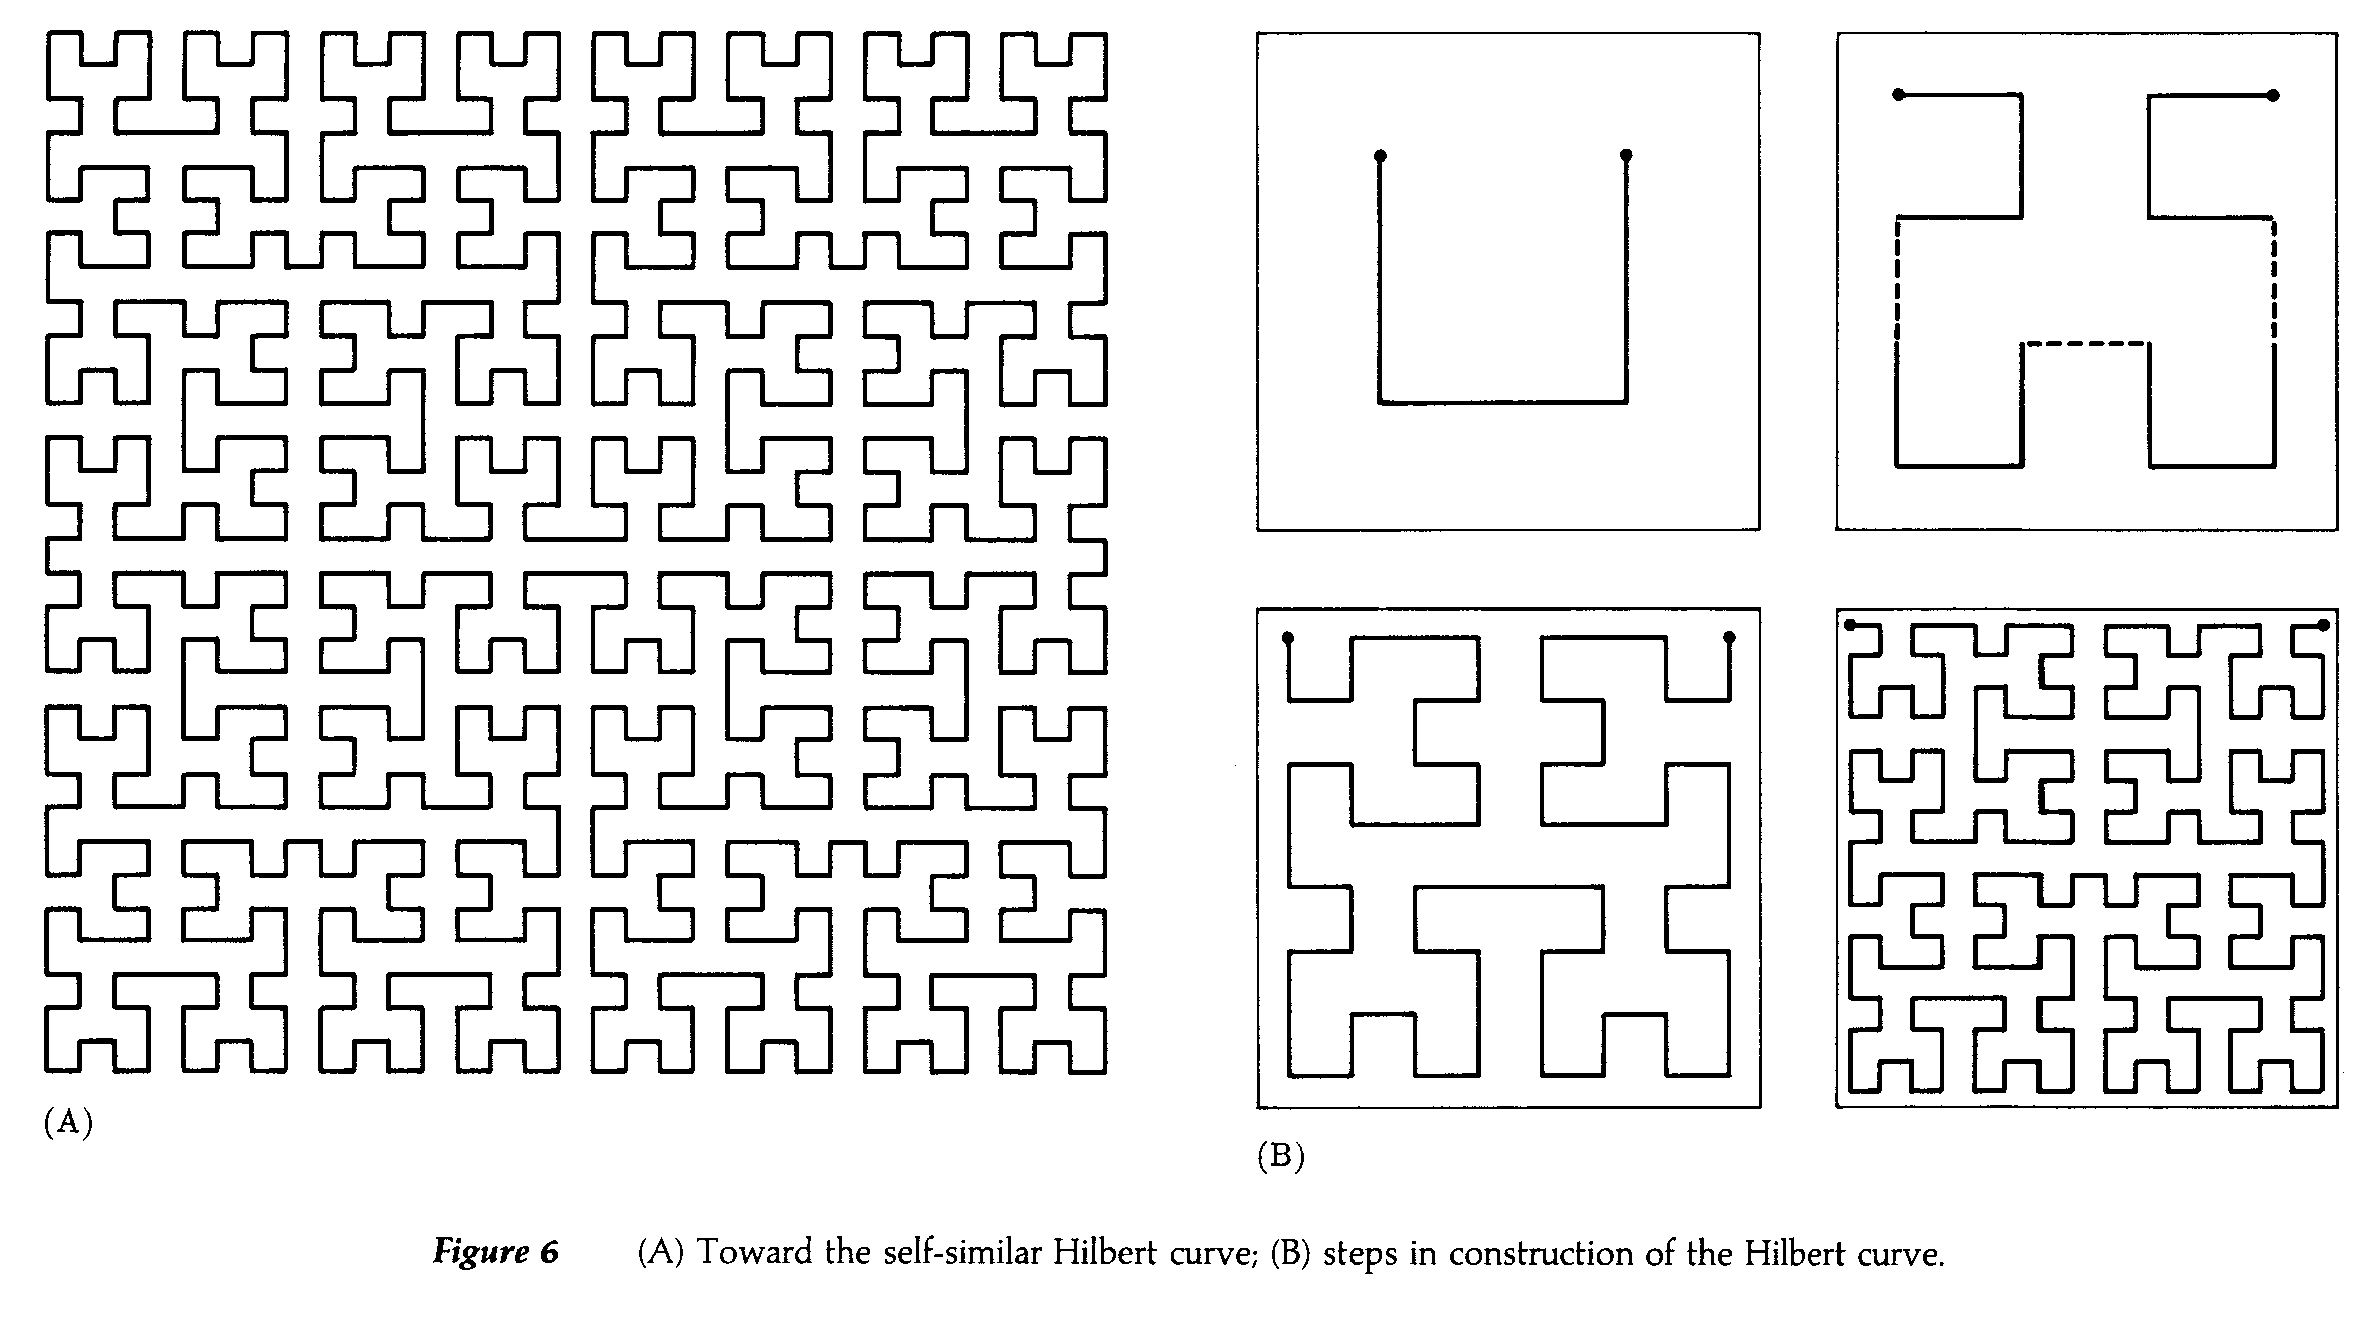 (A)
(B)
Figure 6 (A) Toward the self-similar Hilbert curve; (B) steps in construction of the Hilbert curve.